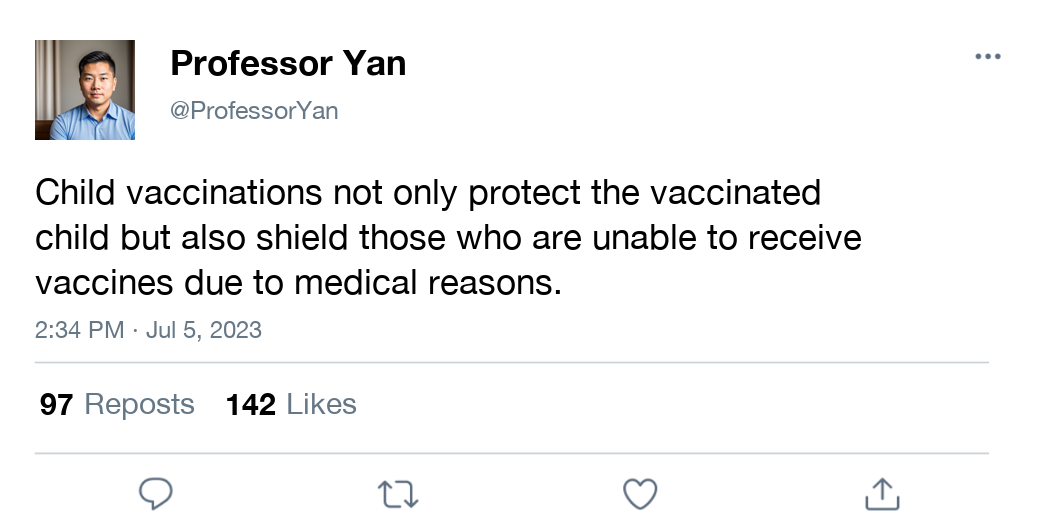 Professor Yan
@ProfessorYan
Child vaccinations not only protect the vaccinated
child but also shield those who are unable to receive
vaccines due to medical reasons.
2:34 PM · Jul 5, 2023
97 Reposts 142 Likes